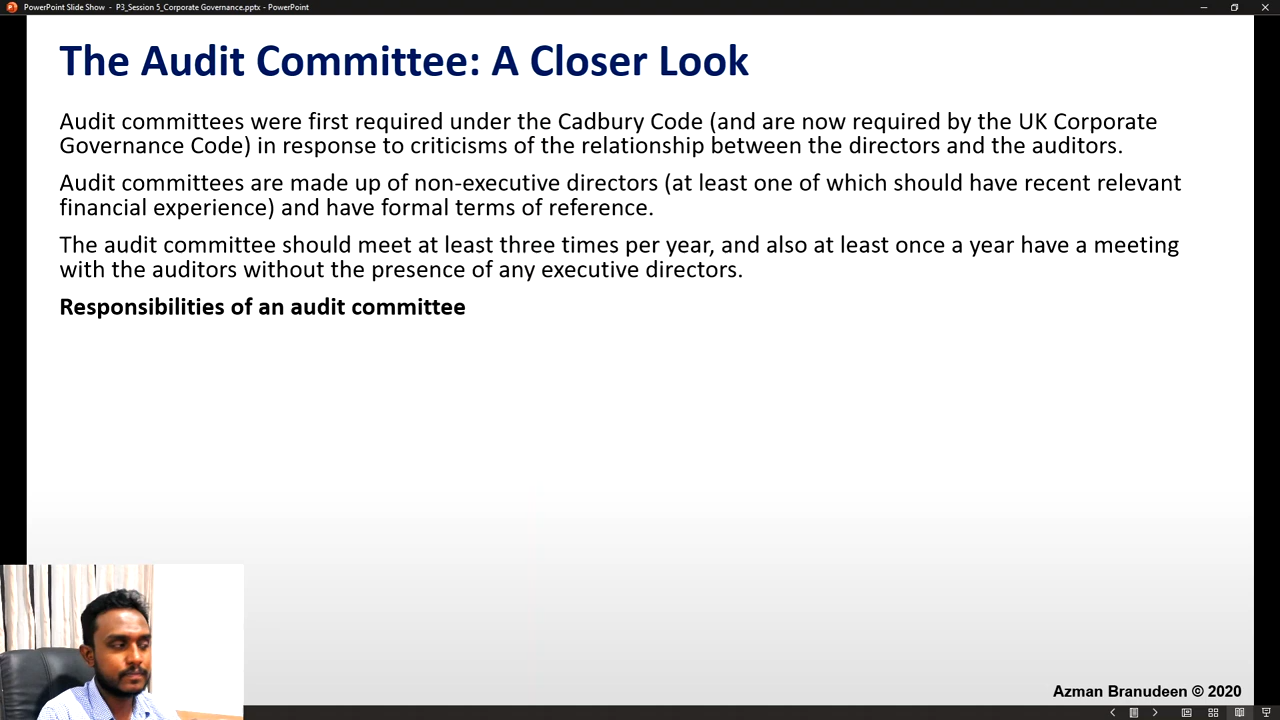 PowerPoint Slide Show - P3_Session 5_Corporate Governance.pptx - PowerPoint
The Audit Committee: A Closer Look
Audit committees were first required under the Cadbury Code (and are now required by the UK Corporate
Governance Code) in response to criticisms of the relationship between the directors and the auditors.
Audit committees are made up of non-executive directors (at least one of which should have recent relevant
financial experience) and have formal terms of reference.
The audit committee should meet at least three times per year, and also at least once a year have a meeting
with the auditors without the presence of any executive directors.
Responsibilities of an audit committee
Azman Branudeen © 2020